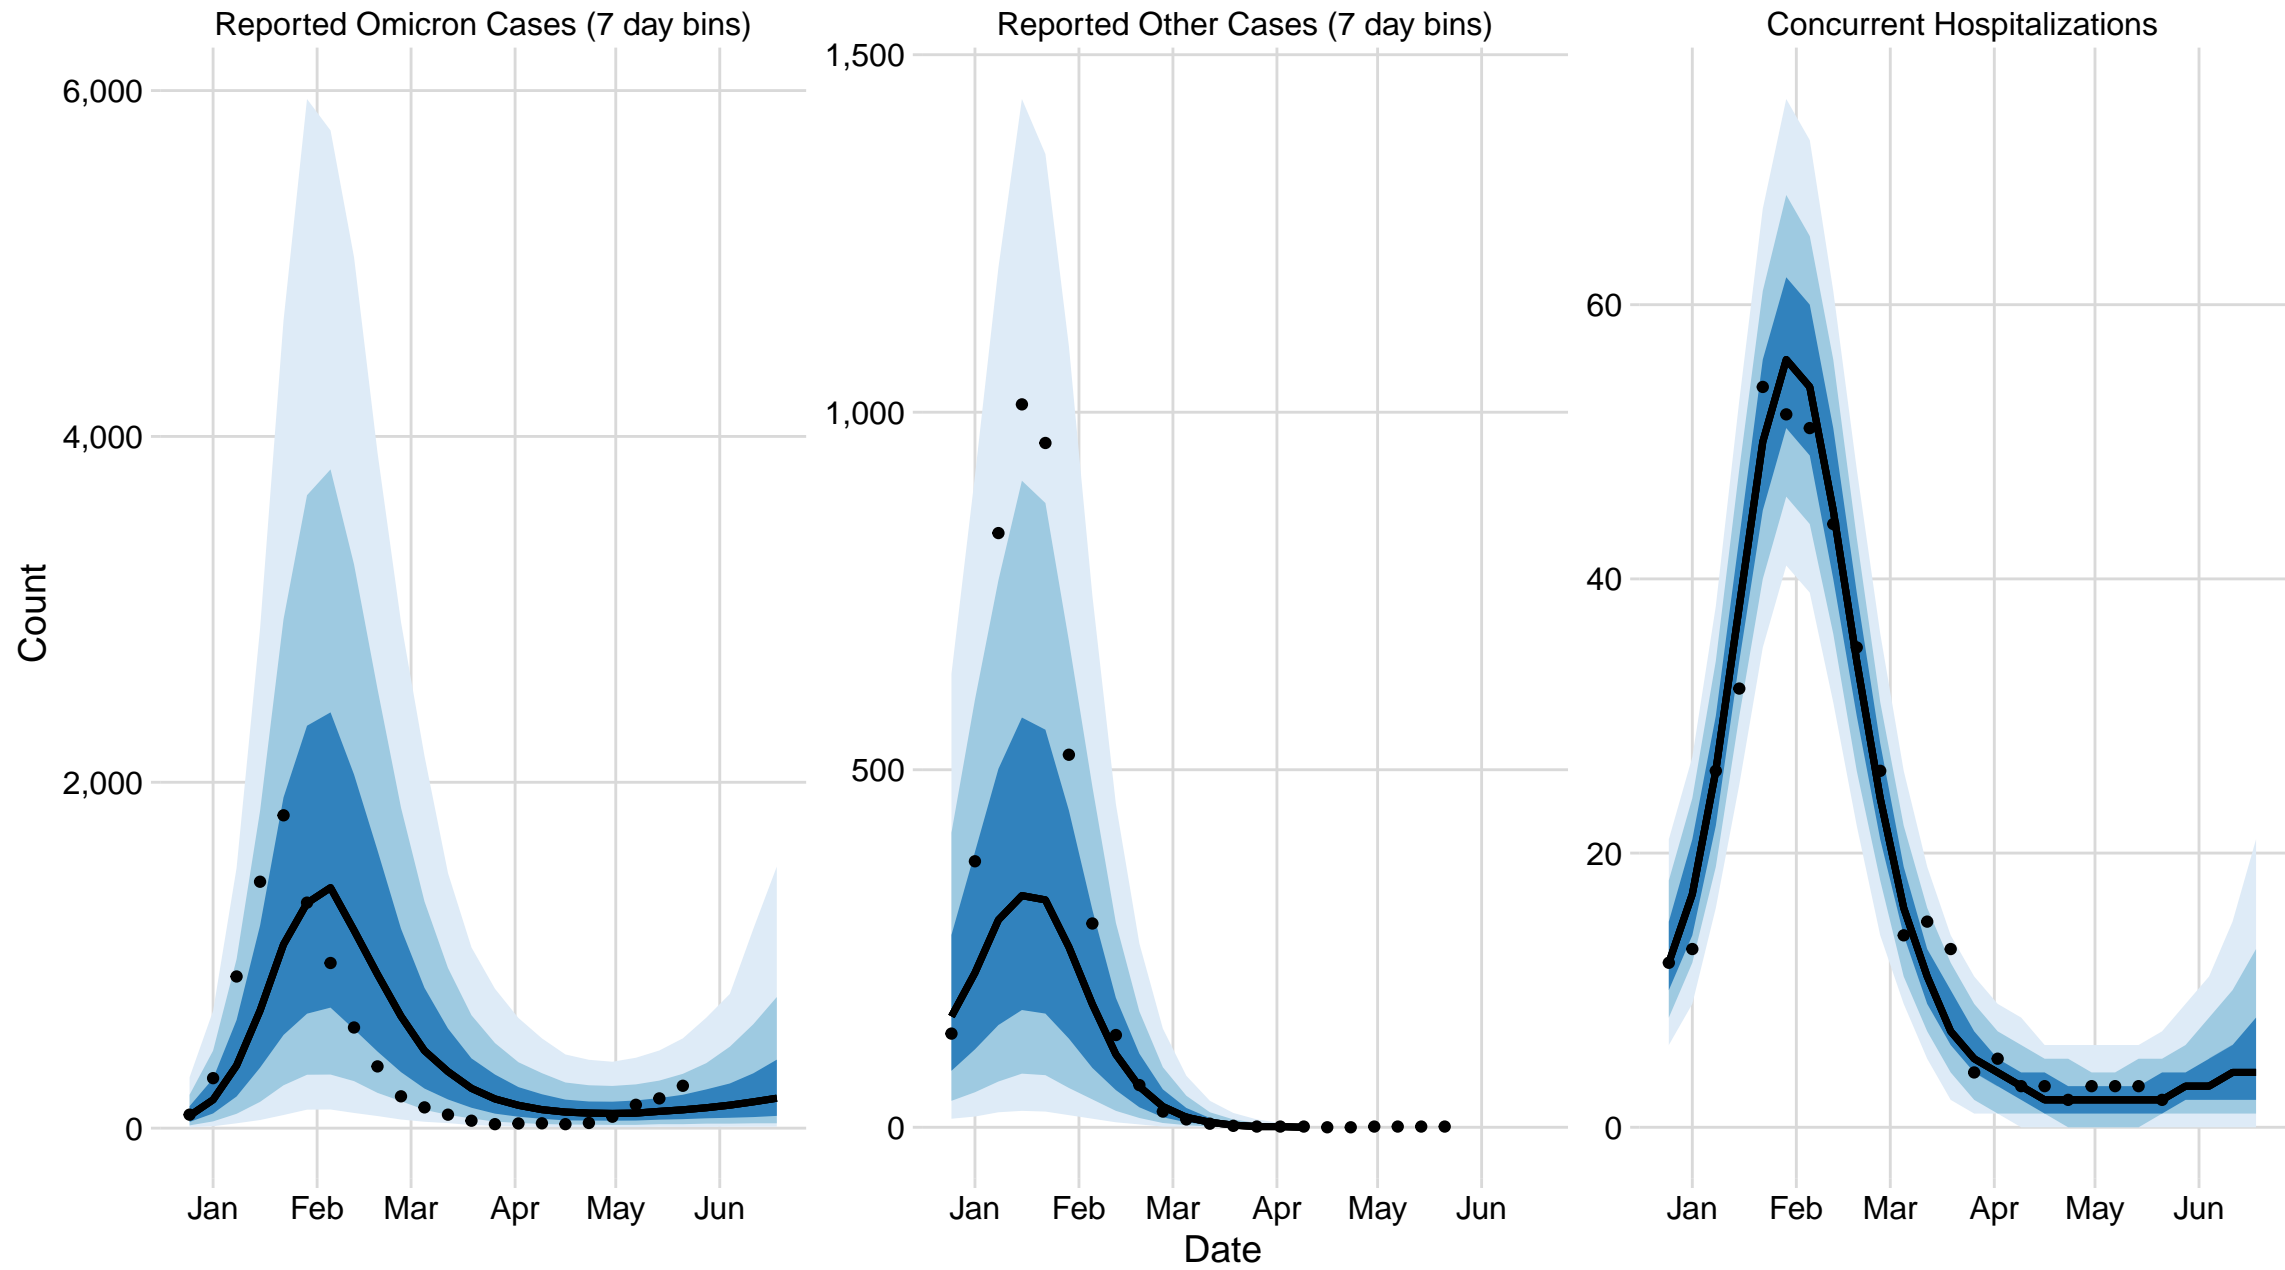 Reported Omicron Cases (7 day bins)
Reported Other Cases (7 day bins)
Concurrent Hospitalizations
Count
6,000
4,000
2,000
0
Jan Feb Mar Apr May Jun
1,500
1,000
500
0
Jan Feb Mar Apr May Jun
60
40
20
0
Jan Feb Mar Apr May Jun
Date